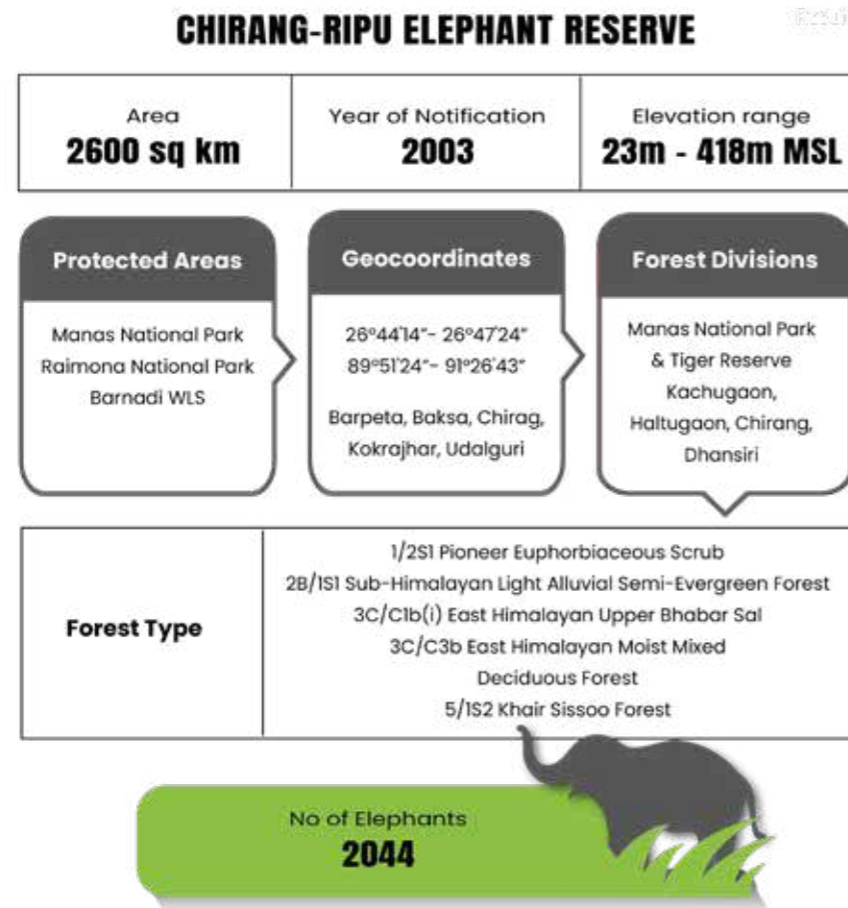 CHIRANG-RIPU ELEPHANT RESERVE
Area
2600 sq km
Year of Notification
2003
Elevation range
23m - 418m MSL
Protected Areas
Manas National Park
Raimona National Park
Barnadi WLS
Geocoordinates
26°44'14"- 26°47'24"
89°51'24"- 91°26'43"
Barpeta, Baksa, Chirag,
Kokrajhar, Udalguri
Forest Divisions
Manas National Park
& Tiger Reserve
Kachugaon,
Haltugaon, Chirang,
Dhansiri
Forest Type
1/2S1 Pioneer Euphorbiaceous Scrub
2B/1S1 Sub-Himalayan Light Alluvial Semi-Evergreen Forest
3C/C1b(i) East Himalayan Upper Bhabar Sal
3C/C3b East Himalayan Moist Mixed
Deciduous Forest
5/1S2 Khair Sissoo Forest
No of Elephants
2044